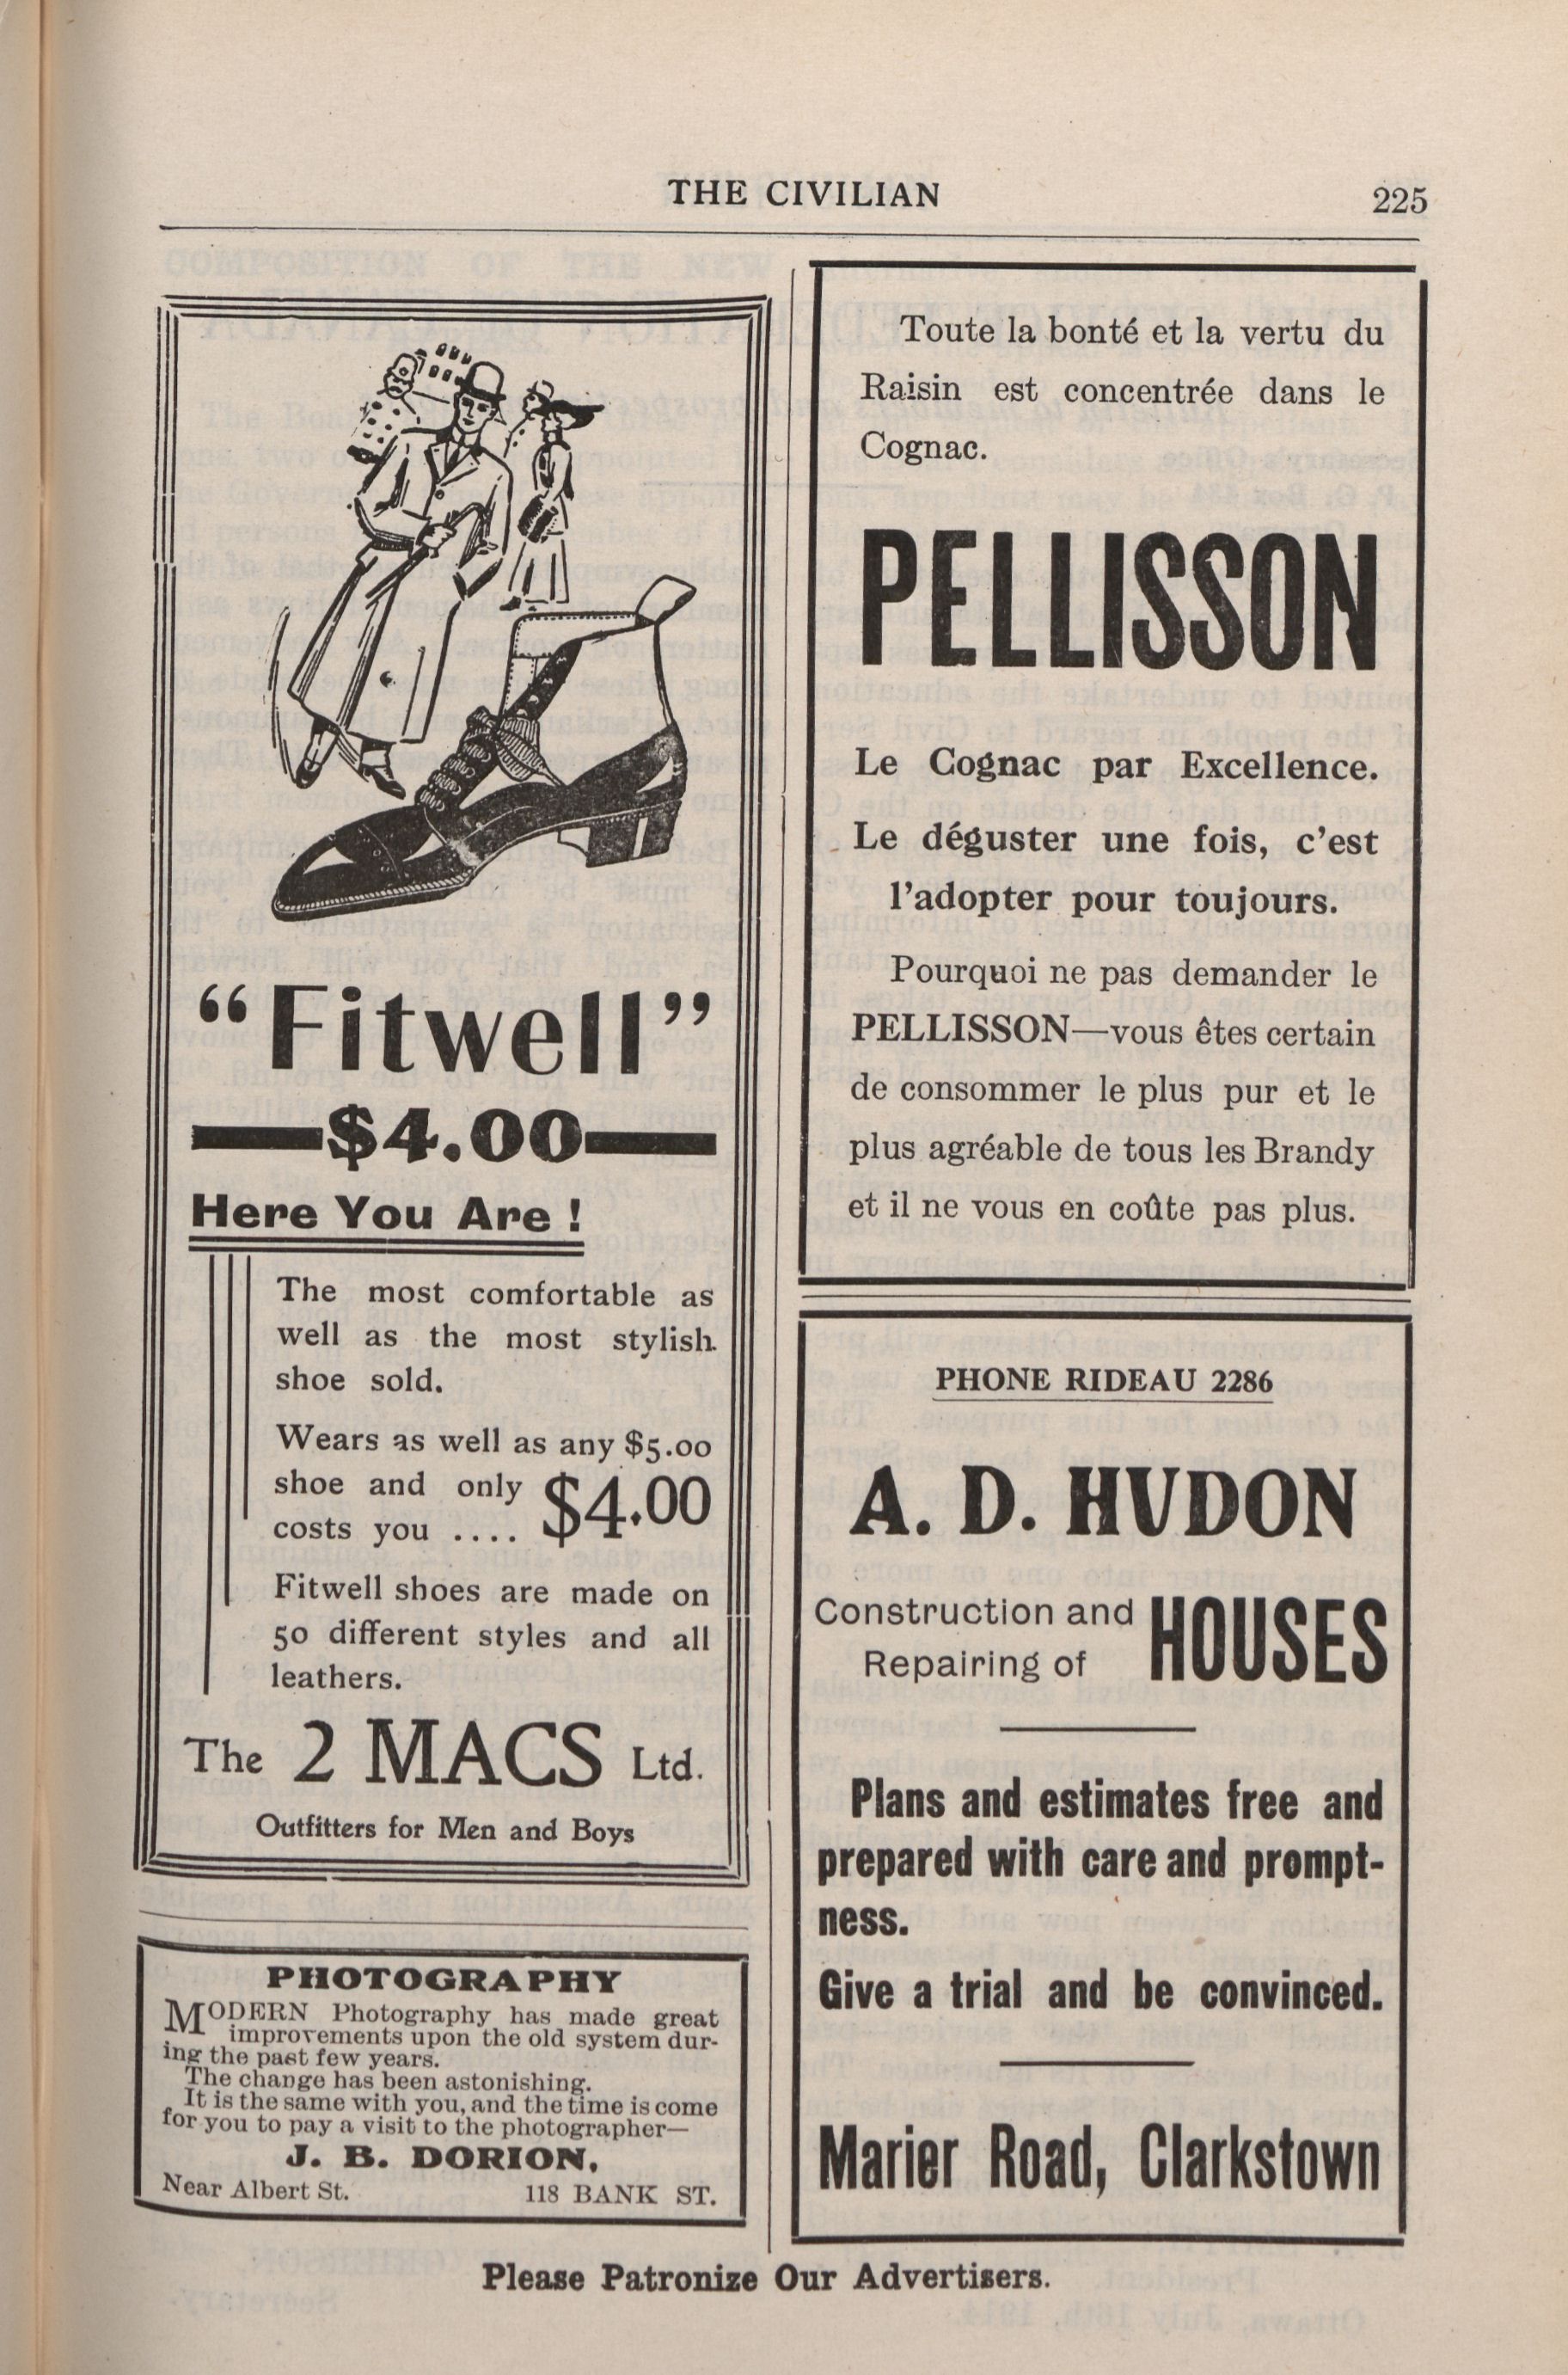 THE CIVILIAN
225
“Fitwell”
$4.00
Here You Are !
The most comfortable as
well as the most stylish
shoe sold.
Wears as well as any $5.00
shoe and only
costs you .... $4.00
Fitwell shoes are made on
50 different styles and all
leathers.
The 2 MACS Ltd.
Outfitters for Men and Boys
PHOTOGRAPHY
MODERN Photography has made great
improvements upon the old system dur-
ing the past few years.
The change has been astonishing.
It is the same with you, and the time is come
for you to pay a visit to the photographer—
J. B. DORION,
Near Albert St. 118 BANK ST.
Toute la bonté et la vertu du
Raisin est concentrée dans le
Cognac.
PELLISSON
Le Cognac par Excellence.
Le déguster une fois, c’est
l’adopter pour toujours.
Pourquoi ne pas demander le
PELLISSON—vous êtes certain
de consommer le plus pur et le
plus agréable de tous les Brandy
et il ne vous en coûte pas plus.
PHONE RIDEAU 2286
A. D. HVDON
Construction and
Repairing of HOUSES
Plans and estimates free and
prepared with care and prompt-
ness.
Give a trial and be convinced.
Marier Road, Clarkstown
Please Patronize Our Advertisers.